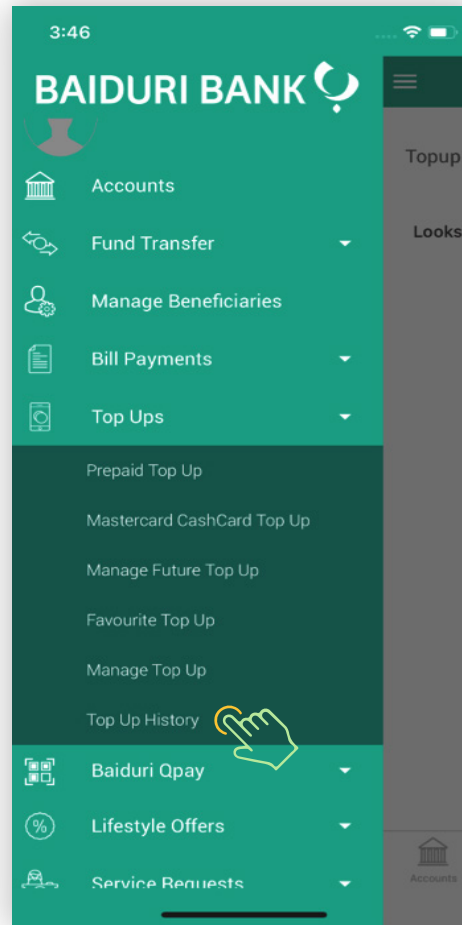 3:46
BAIDURI BANK
Topup
Accounts
Looks
Fund Transfer
Manage Beneficiaries
Bill Payments
Top Ups
Prepaid Top Up
Mastercard CashCard Top Up
Manage Future Top Up
Favourite Top Up
Manage Top Up
Top Up History
Baiduri Qpay
Lifestyle Offers
Service Requests
Accounts